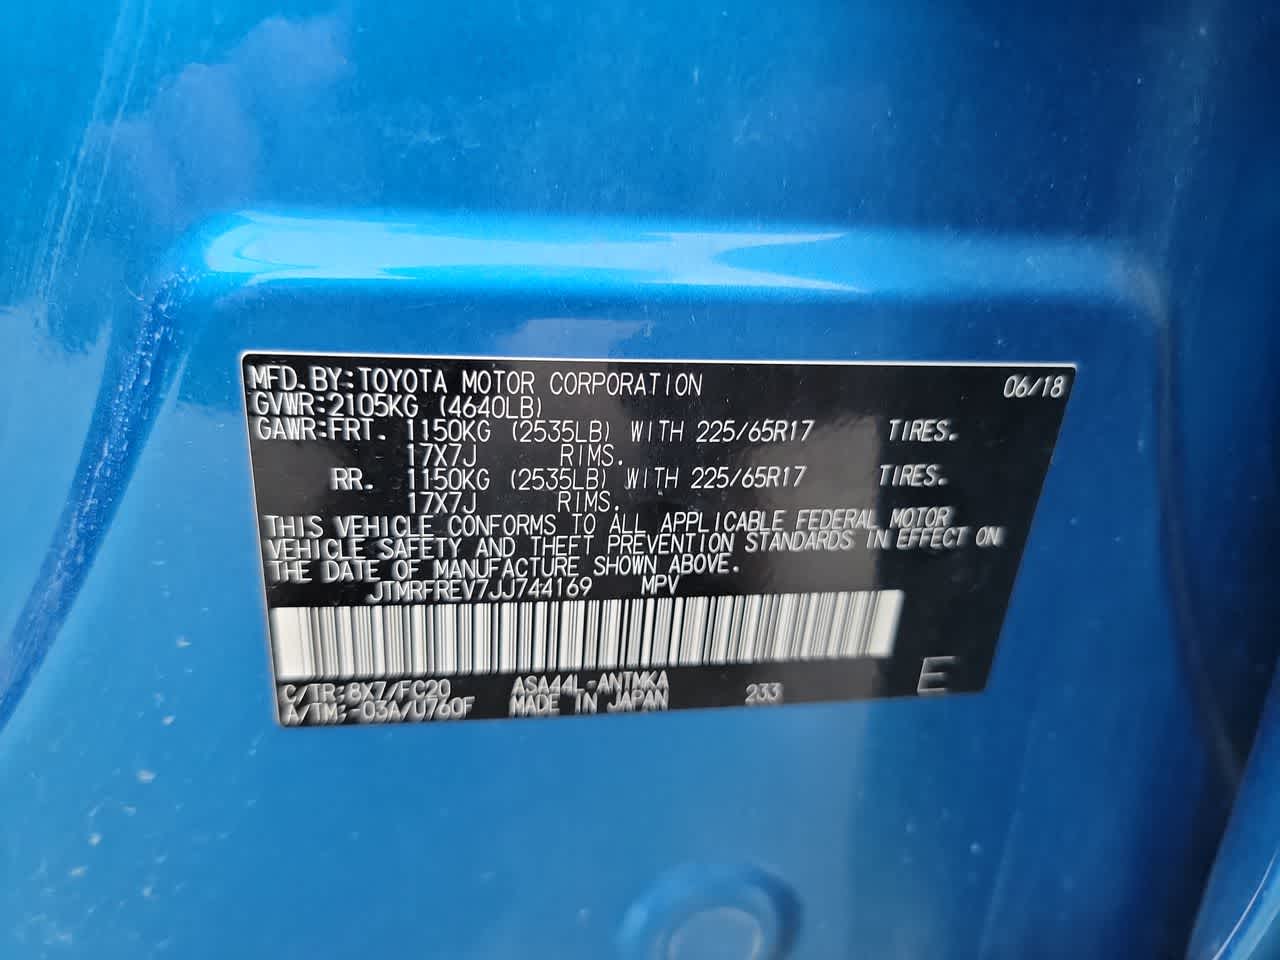 MFD.BY:TOYOTA MOTOR CORPORATION 06/18
GVWR:2105KG (4640LB)
GAWR:FRT. 1150KG (2535LB) WITH 225/65R17 TIRES.
17X7J RIMS.
RR. 1150KG (2535LB) WITH 225/65R17 TIRES.
17X7J RIMS.
THIS VEHICLE CONFORMS TO ALL APPLICABLE FEDERAL MOTOR
VEHICLE SAFETY AND THEFT PREVENTION STANDARDS IN EFFECT ON
THE DATE OF MANUFACTURE SHOWN ABOVE.
JTMRFREV7JJ744169 MPV
C/TR:8X7/FC20 ASA44L-ANTMKA 233 E
A/TM:-03A/U760F MADE IN JAPAN